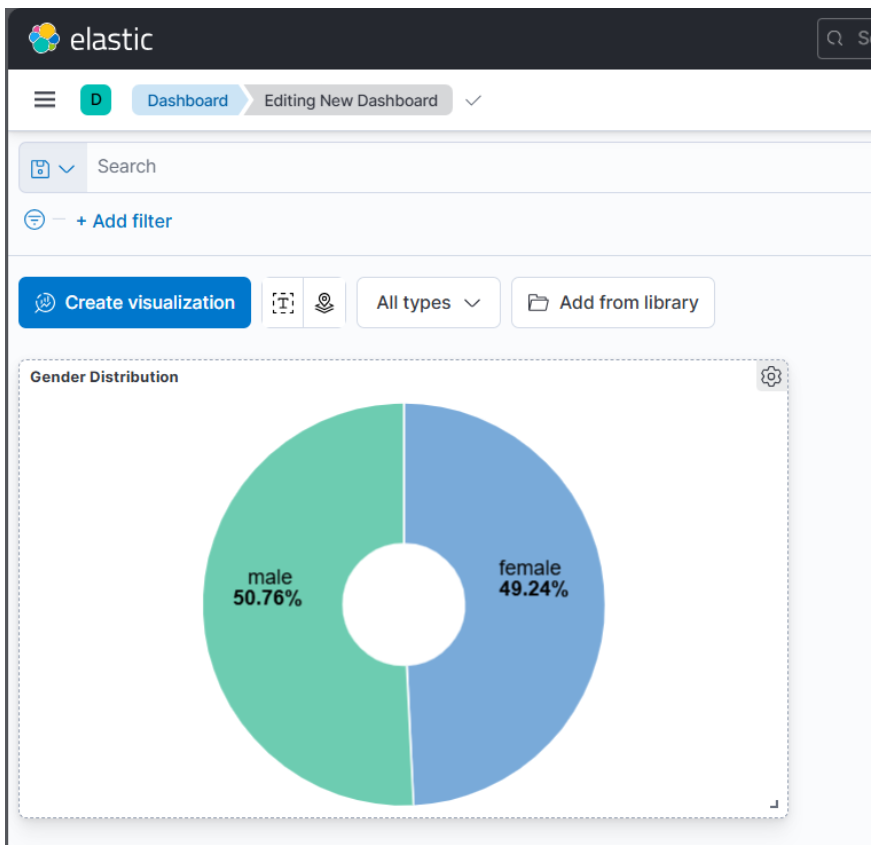 elastic
D Dashboard Editing New Dashboard
Search
+ Add filter
Create visualization All types Add from library
Gender Distribution
male
50.76%
female
49.24%